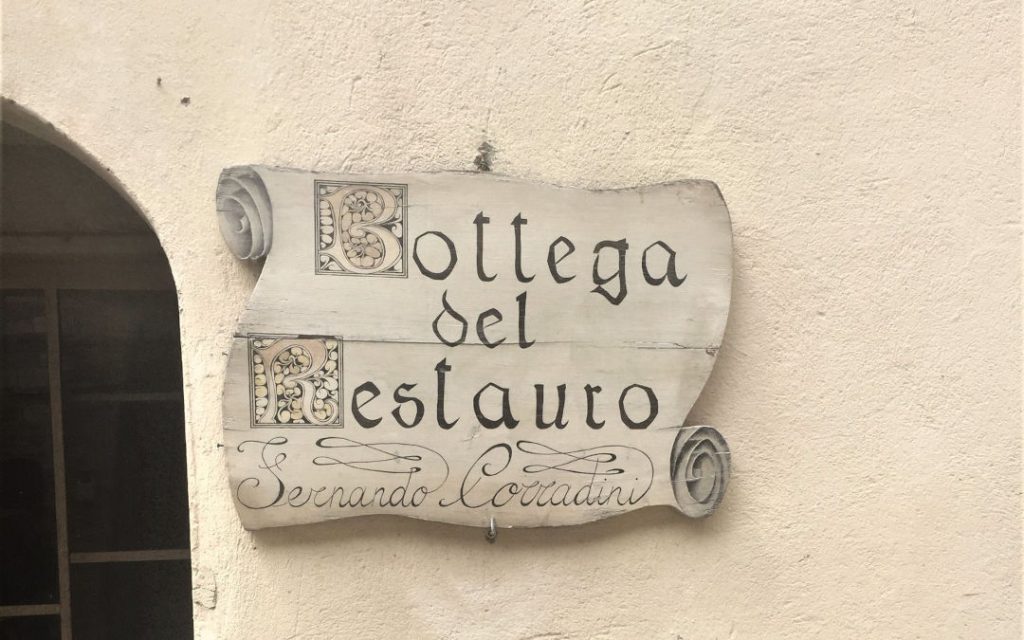 Bottega
del
Restauro
Fernando Corradini